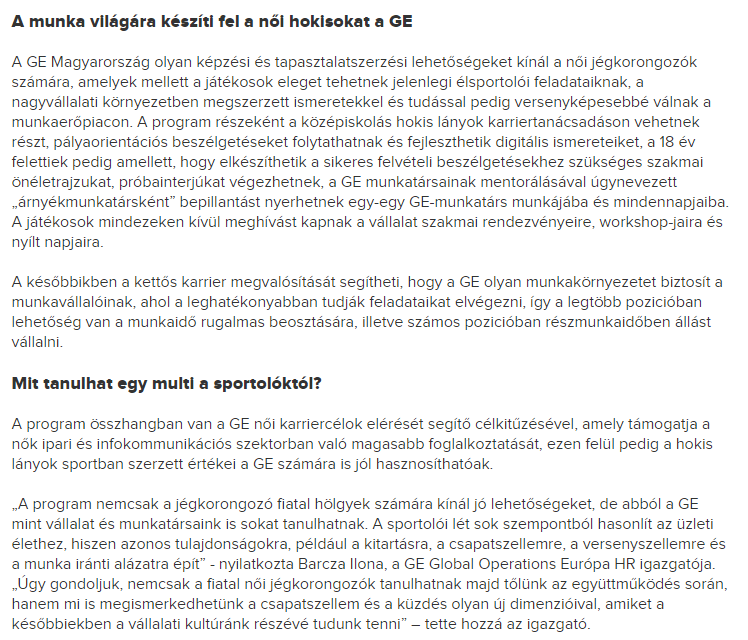 A munka világára készíti fel a női hokisokat a GE
A GE Magyarország olyan képzési és tapasztalatszerzési lehetőségeket kínál a női jégkorongozók
számára, amelyek mellett a játékosok eleget tehetnek jelenlegi élsportolói feladataiknak, a
nagyvállalati környezetben megszerzett ismeretekkel és tudással pedig versenyképesebbé válnak a
munkaerőpiacon. A program részeként a középiskolás hokis lányok karriertanácsadáson vehetnek
részt, pályaorientációs beszélgetéseket folytathatnak és fejleszthetik digitális ismereteiket, a 18 év
felettiek pedig amellett, hogy elkészíthetik a sikeres felvételi beszélgetésekhez szükséges szakmai
önéletrajzukat, próbainterjúkat végezhetnek, a GE munkatársainak mentorálásával úgynevezett
„árnyékmunkatársként” bepillantást nyerhetnek egy-egy GE-munkatárs munkájába és mindennapjaiba.
A játékosok mindezeken kívül meghívást kapnak a vállalat szakmai rendezvényeire, workshop-jaira és
nyílt napjaira.
A későbbikben a kettős karrier megvalósítását segítheti, hogy a GE olyan munkakörnyezetet biztosít a
munkavállalóinak, ahol a leghatékonyabban tudják feladataikat elvégezni, így a legtöbb pozicióban
lehetőség van a munkaidő rugalmas beosztására, illetve számos pozicióban részmunkaidőben állást
vállalni.
Mit tanulhat egy multi a sportolóktól?
A program összhangban van a GE női karriercélok elérését segítő célkitűzésével, amely támogatja a
nők ipari és infokommunikációs szektorban való magasabb foglalkoztatását, ezen felül pedig a hokis
lányok sportban szerzett értékei a GE számára is jól hasznosíthatóak.
„A program nemcsak a jégkorongozó fiatal hölgyek számára kínál jó lehetőségeket, de abból a GE
mint vállalat és munkatársaink is sokat tanulhatnak. A sportolói lét sok szempontból hasonlít az üzleti
élethez, hiszen azonos tulajdonságokra, például a kitartásra, a csapatszellemre, a versenyszellemre és
a munka iránti alázatra épít” - nyilatkozta Barcza Ilona, a GE Global Operations Európa HR igazgatója.
„Úgy gondoljuk, nemcsak a fiatal női jégkorongozók tanulhatnak majd tőlünk az együttműködés során,
hanem mi is megismerkedhetünk a csapatszellem és a küzdés olyan új dimenzióival, amiket a
későbbiekben a vállalati kultúránk részévé tudunk tenni” – tette hozzá az igazgató.